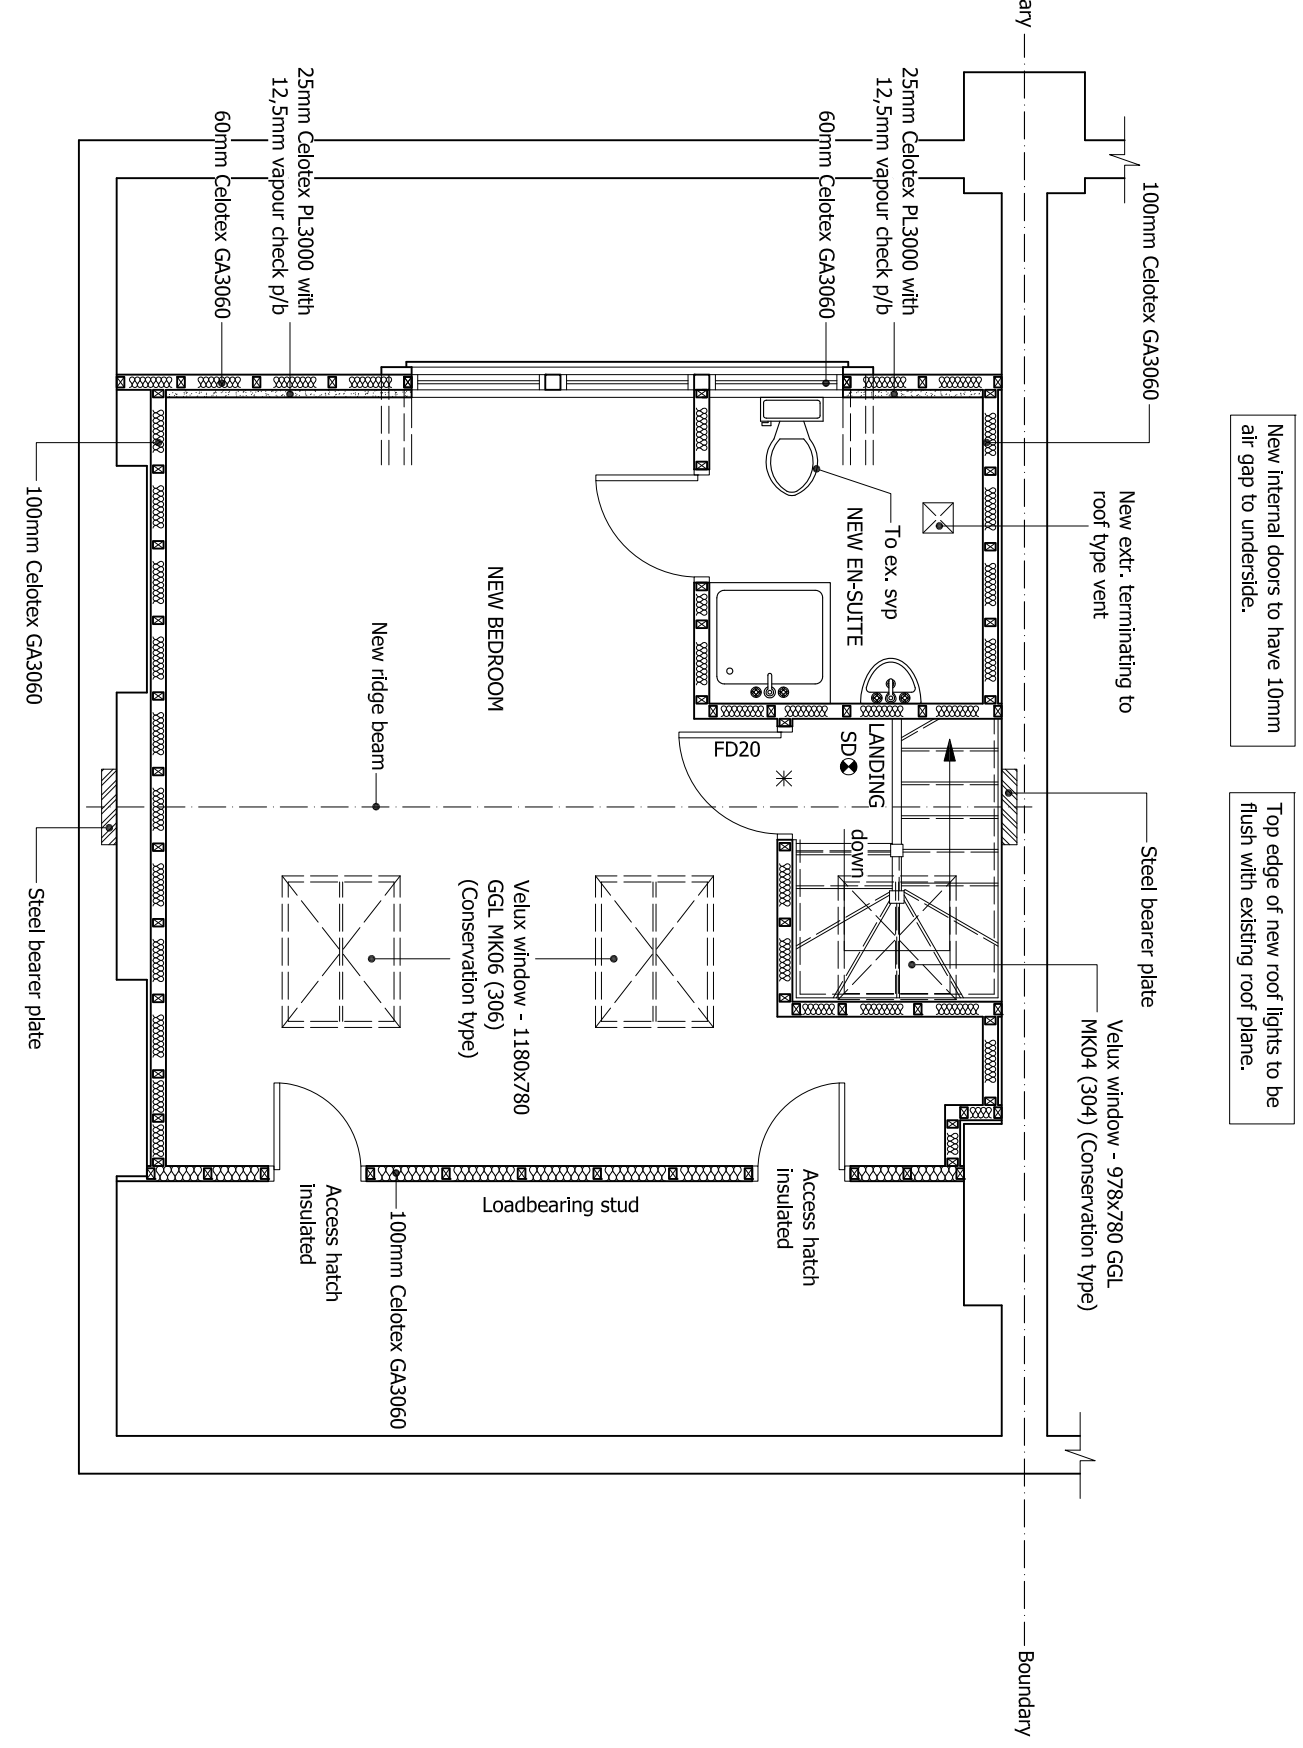 New internal doors to have 10mm
air gap to underside.
Top edge of new roof lights to be
flush with existing roof plane.
100mm Celotex GA3060
New extr. terminating to
roof type vent
Steel bearer plate
Velux window - 978x780 GGL
MK04 (304) (Conservation type)
ary
Boundary
25mm Celotex PL3000 with
12,5mm vapour check p/b
60mm Celotex GA3060
To ex. svp
NEW EN-SUITE
LANDING
SD
down
FD20
Access hatch
insulated
NEW BEDROOM
Velux window - 1180x780
GGL MK06 (306)
(Conservation type)
Loadbearing stud
New ridge beam
100mm Celotex GA3060
Access hatch
insulated
25mm Celotex PL3000 with
12,5mm vapour check p/b
60mm Celotex GA3060
100mm Celotex GA3060
Steel bearer plate